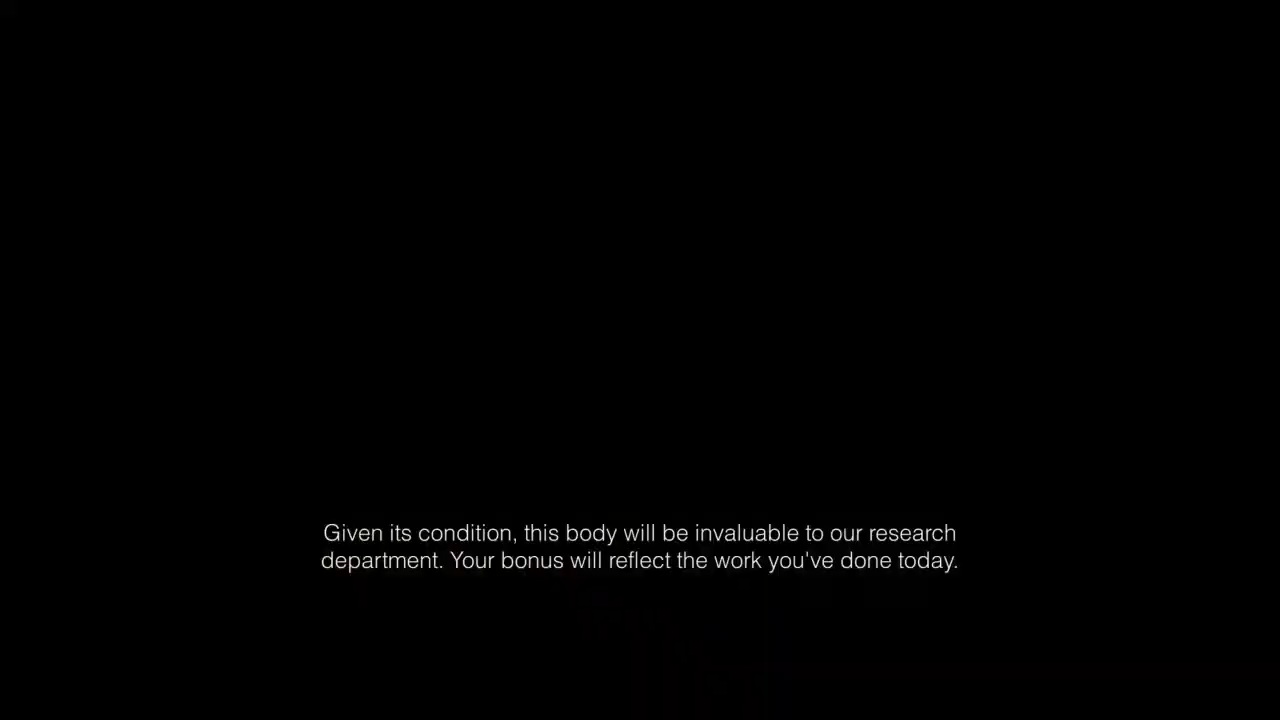 Given its condition, this body will be invaluable to our research
department. Your bonus will reflect the work you've done today.